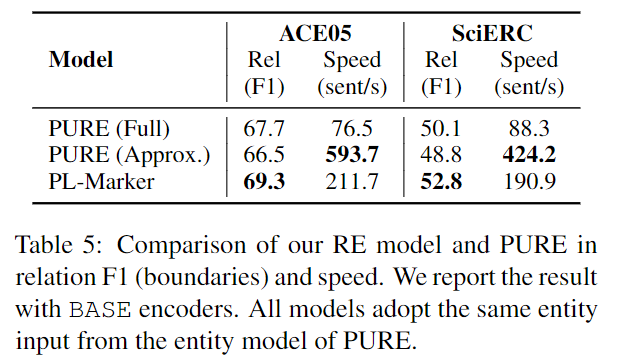 ACE05 SciERC
Model Rel Speed Rel Speed
(F1) (sent/s) (F1) (sent/s)
PURE (Full) 67.7 76.5 50.1 88.3
PURE (Approx.) 66.5 593.7 48.8 424.2
PL-Marker 69.3 211.7 52.8 190.9
Table 5: Comparison of our RE model and PURE in
relation F1 (boundaries) and speed. We report the result
with BASE encoders. All models adopt the same entity
input from the entity model of PURE.